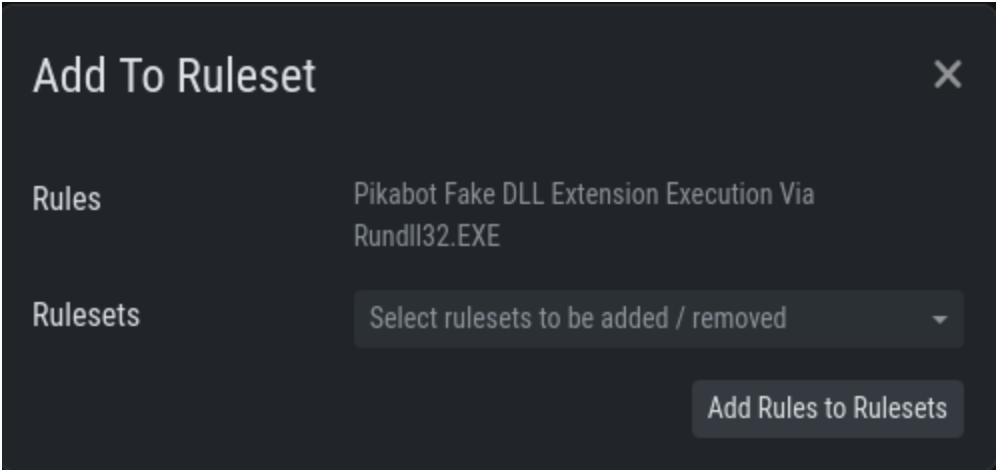 Add To Ruleset
Rules
Pikabot Fake DLL Extension Execution Via
Rundll32.EXE
Rulesets
Select rulesets to be added / removed
Add Rules to Rulesets